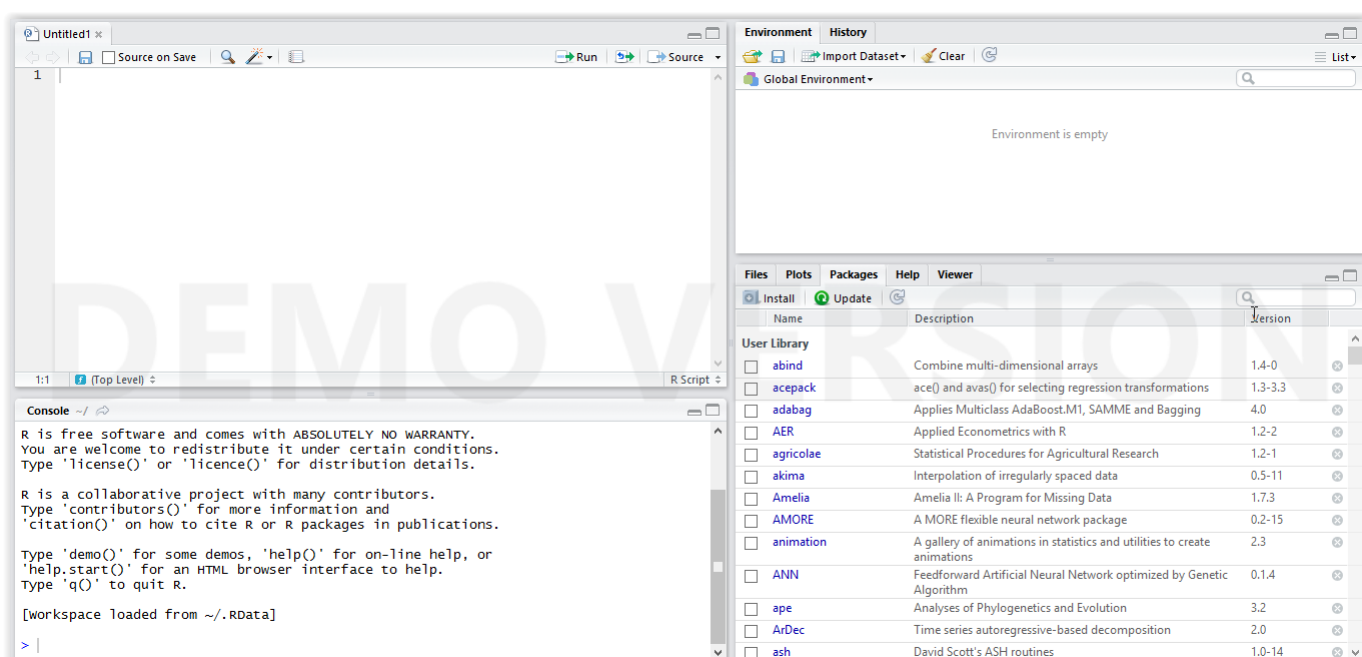 Untitled1
Source on Save
Run
Source
1
1:1
(Top Level)
R Script
Console ~/
R is free software and comes with ABSOLUTELY NO WARRANTY.
You are welcome to redistribute it under certain conditions.
Type 'license()' or 'licence()' for distribution details.
R is a collaborative project with many contributors.
Type 'contributors()' for more information and
'citation()' on how to cite R or R packages in publications.
Type 'demo()' for some demos, 'help()' for on-line help, or
'help.start()' for an HTML browser interface to help.
Type 'q()' to quit R.
[Workspace loaded from ~/.RData]
>
Environment History
Import Dataset Clear List
Global Environment
Environment is empty
Files Plots Packages Help Viewer
Install Update
Name Description Version
User Library
abind Combine multi-dimensional arrays 1.4-0
acepack ace() and avas() for selecting regression transformations 1.3-3.3
adabag Applies Multiclass AdaBoost.M1, SAMME and Bagging 4.0
AER Applied Econometrics with R 1.2-2
agricolae Statistical Procedures for Agricultural Research 1.2-1
akima Interpolation of irregularly spaced data 0.5-11
Amelia Amelia II: A Program for Missing Data 1.7.3
AMORE A MORE flexible neural network package 0.2-15
animation A gallery of animations in statistics and utilities to create 2.3
animations
ANN Feedforward Artificial Neural Network optimized by Genetic 0.1.4
Algorithm
ape Analyses of Phylogenetics and Evolution 3.2
ArDec Time series autoregressive-based decomposition 2.0
ash David Scott's ASH routines 1.0-14
DEMO VERSION